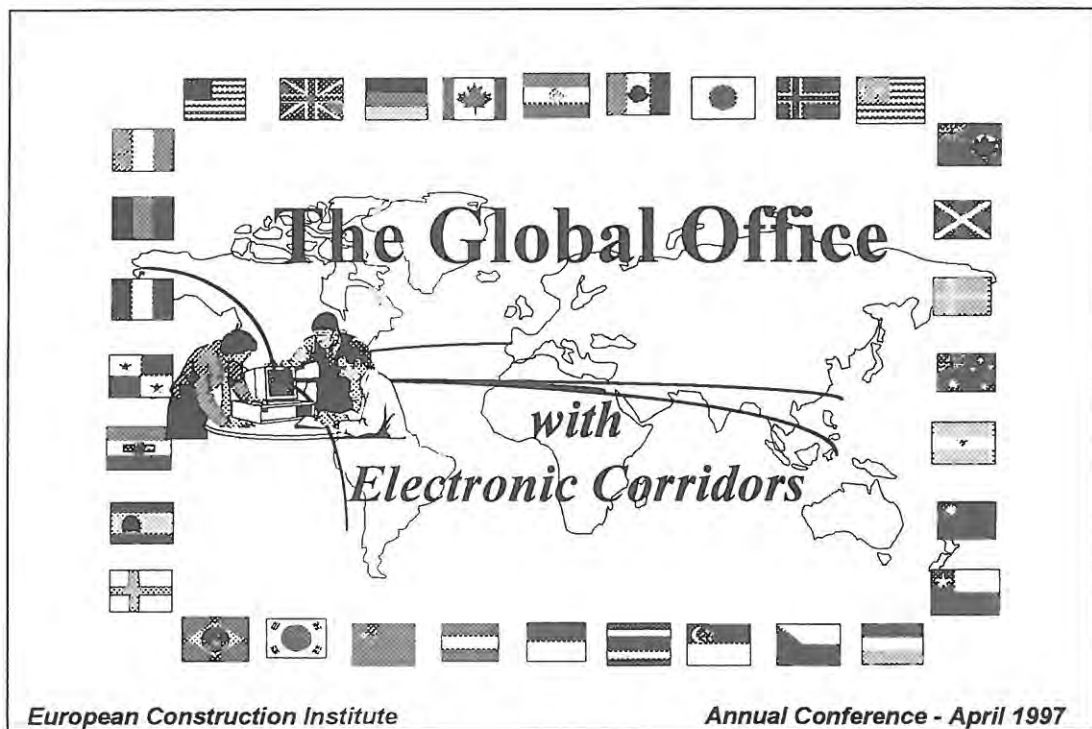 The Global Office
with
Electronic Corridors
European Construction Institute
Annual Conference - April 1997